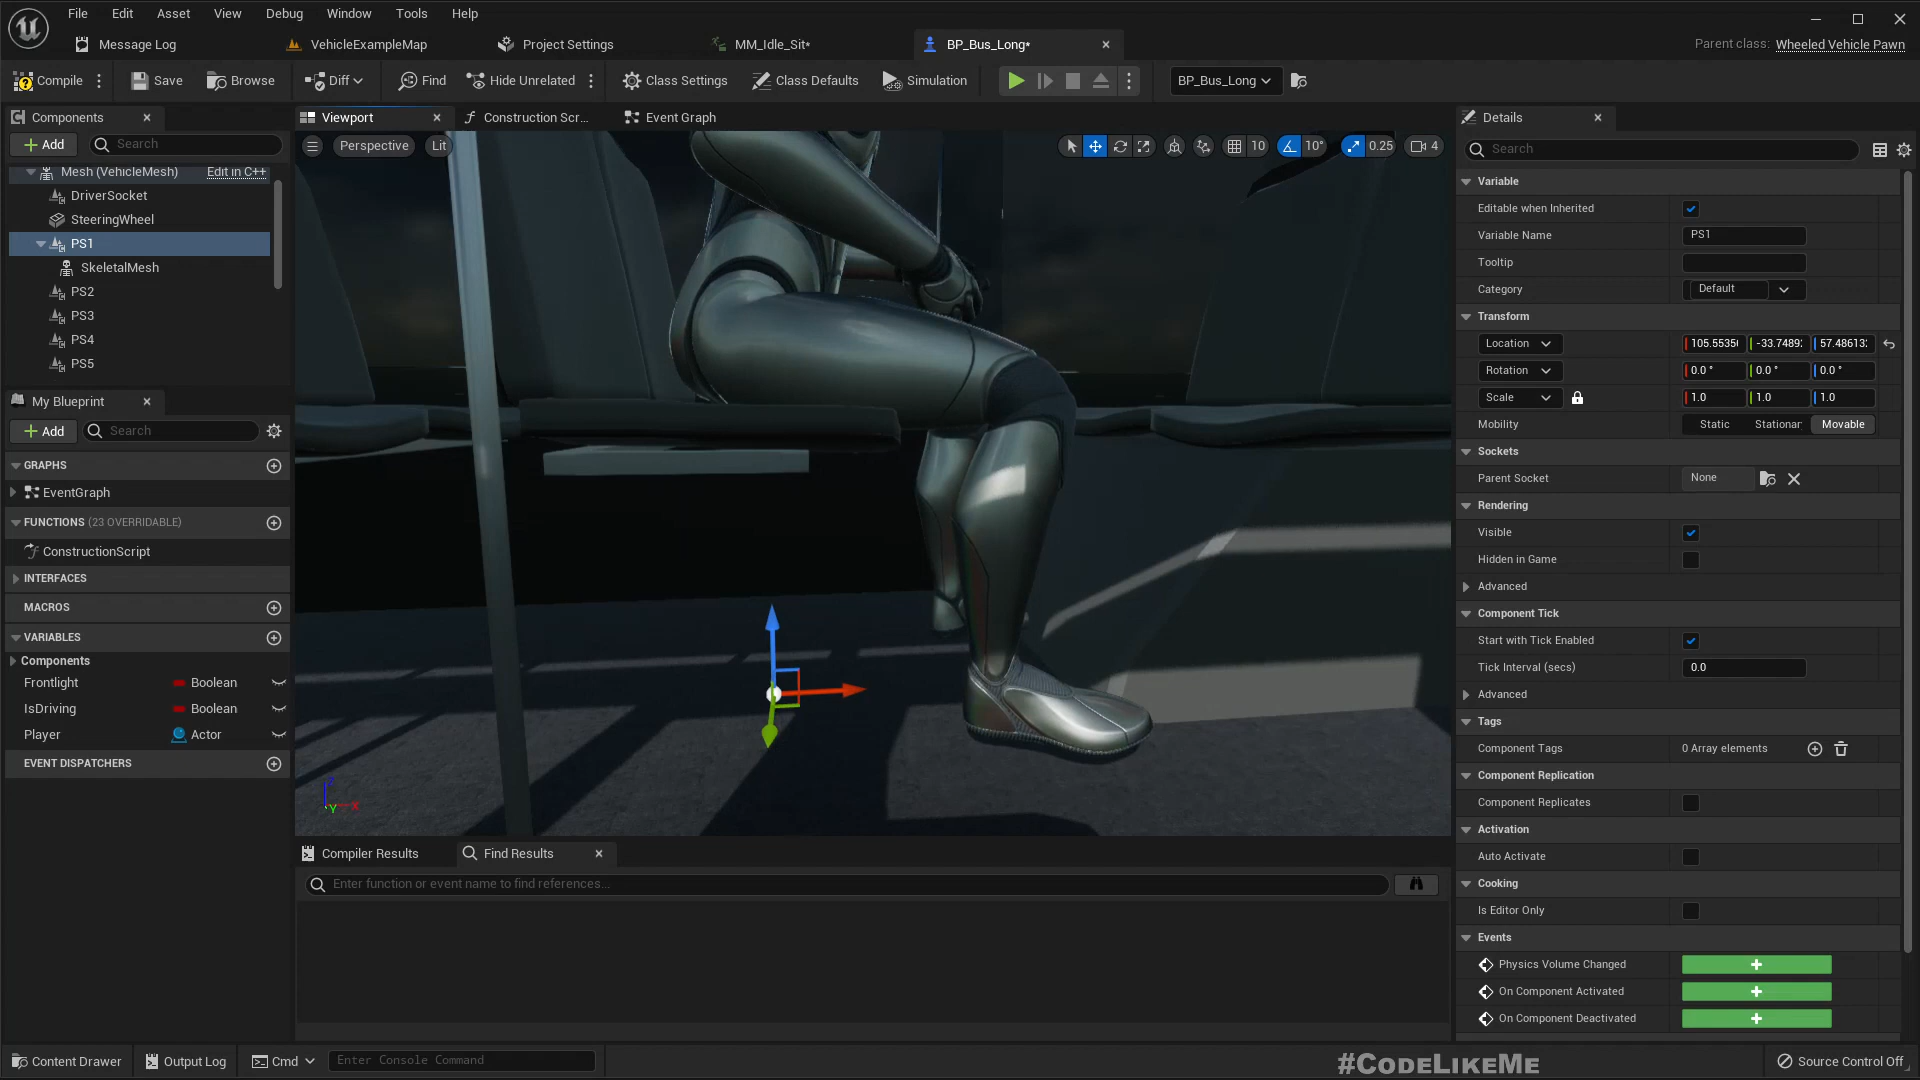 File Edit Asset View Debug Window Tools Help
Message Log VehicleExampleMap Project Settings MM_Idle_Sit* BP_Bus_Long* Parent class: Wheeled Vehicle Pawn
Compile Save Browse Diff Find Hide Unrelated Class Settings Class Defaults Simulation BP_Bus_Long
Components Viewport Construction Scr... Event Graph Details
Add Search Perspective Lit 10 10° 0.25 4 Search
Mesh (VehicleMesh) Edit in C++
DriverSocket
SteeringWheel
PS1
SkeletalMesh
PS2
PS3
PS4
PS5
My Blueprint
Add Search
GRAPHS
EventGraph
FUNCTIONS (23 OVERRIDABLE)
ConstructionScript
INTERFACES
MACROS
VARIABLES
Components
Frontlight Boolean
IsDriving Boolean
Player Actor
EVENT DISPATCHERS
Z
Y X
Variable
Editable when Inherited
Variable Name PS1
Tooltip
Category Default
Transform
Location 105.5535 -33.7489 57.48613
Rotation 0.0 ° 0.0 ° 0.0 °
Scale 1.0 1.0 1.0
Mobility Static Stationar Movable
Sockets
Parent Socket None
Rendering
Visible
Hidden in Game
Advanced
Component Tick
Start with Tick Enabled
Tick Interval (secs) 0.0
Advanced
Tags
Component Tags 0 Array elements
Component Replication
Component Replicates
Activation
Auto Activate
Cooking
Is Editor Only
Events
Physics Volume Changed
On Component Activated
On Component Deactivated
Compiler Results Find Results
Enter function or event name to find references...
Content Drawer Output Log Cmd Enter Console Command #CodeLikeMe Source Control Off